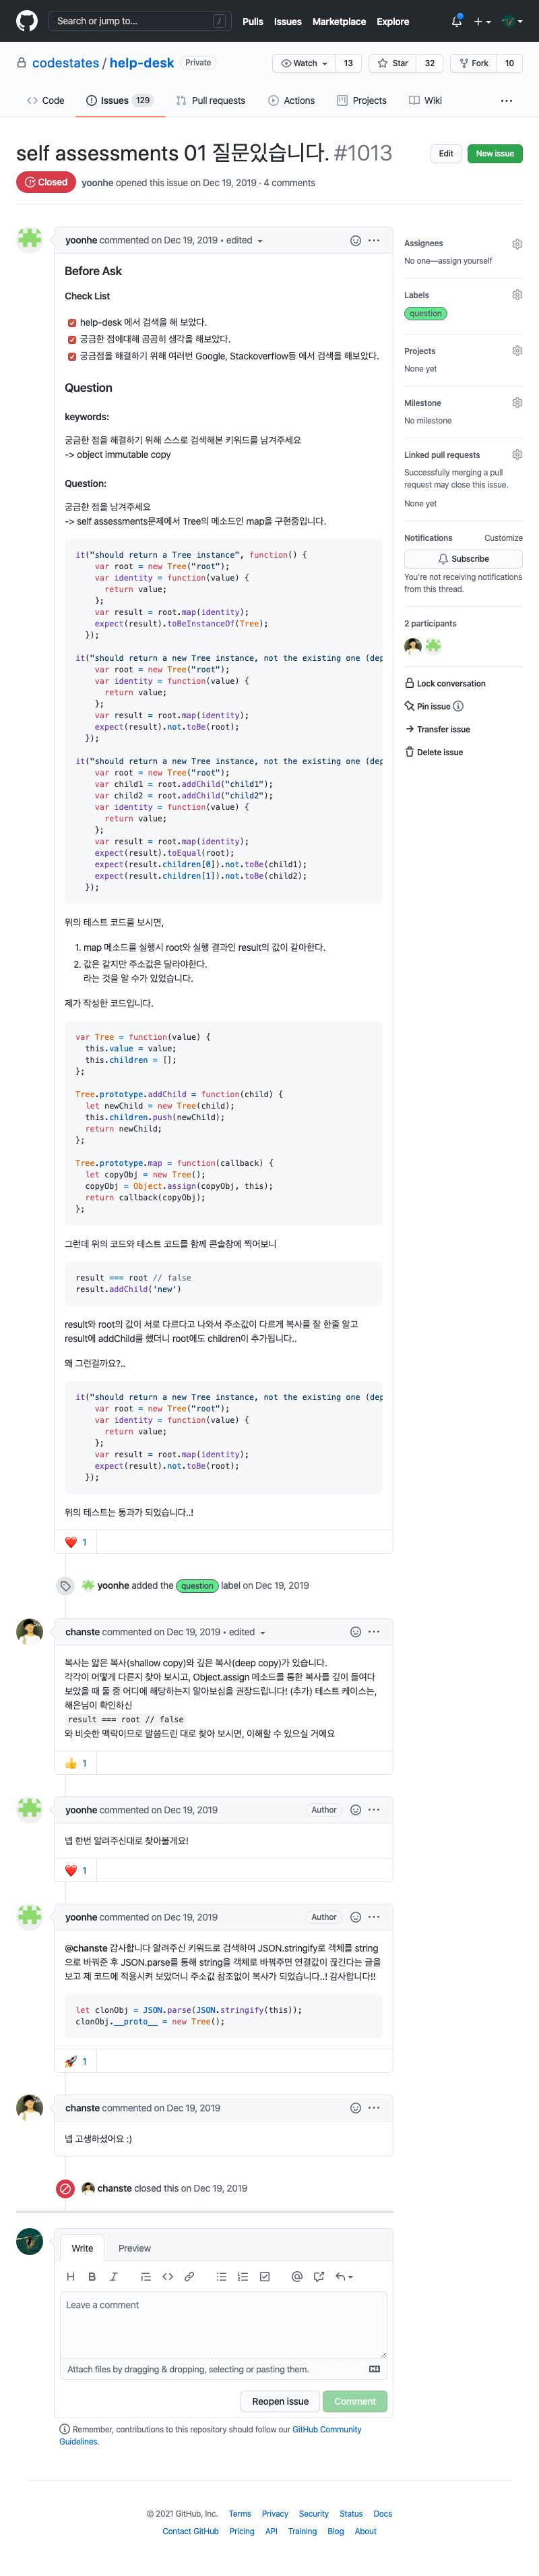 Search or jump to...
/
Pulls Issues Marketplace Explore
codestates / help-desk Private
Watch 13 Star 32 Fork 10
Code Issues 129 Pull requests Actions Projects Wiki ...
self assessments 01 질문있습니다. #1013
Edit New issue
Closed yoonhe opened this issue on Dec 19, 2019 · 4 comments
yoonhe commented on Dec 19, 2019 • edited
Before Ask
Check List
help-desk 에서 검색을 해 보았다.
궁금한 점에대해 곰곰히 생각을 해보았다.
궁금점을 해결하기 위해 여러번 Google, Stackoverflow등 에서 검색을 해보았다.
Question
keywords:
궁금한 점을 해결하기 위해 스스로 검색해본 키워드를 남겨주세요
-> object immutable copy
Question:
궁금한 점을 남겨주세요
-> self assessments문제에서 Tree의 메소드인 map을 구현중입니다.
it("should return a Tree instance", function() {
var root = new Tree("root");
var identity = function(value) {
return value;
};
var result = root.map(identity);
expect(result).toBeInstanceOf(Tree);
});
it("should return a new Tree instance, not the existing one (dep
var root = new Tree("root");
var identity = function(value) {
return value;
};
var result = root.map(identity);
expect(result).not.toBe(root);
});
it("should return a new Tree instance, not the existing one (dep
var root = new Tree("root");
var child1 = root.addChild("child1");
var child2 = root.addChild("child2");
var identity = function(value) {
return value;
};
var result = root.map(identity);
expect(result).toEqual(root);
expect(result.children[0]).not.toBe(child1);
expect(result.children[1]).not.toBe(child2);
});
위의 테스트 코드를 보시면,
1. map 메소드를 실행시 root와 실행 결과인 result의 값이 같아한다.
2. 값은 같지만 주소값은 달라야한다.
라는 것을 알 수가 있었습니다.
제가 작성한 코드입니다.
var Tree = function(value) {
this.value = value;
this.children = [];
};
Tree.prototype.addChild = function(child) {
let newChild = new Tree(child);
this.children.push(newChild);
return newChild;
};
Tree.prototype.map = function(callback) {
let copyObj = new Tree();
copyObj = Object.assign(copyObj, this);
return callback(copyObj);
};
그런데 위의 코드와 테스트 코드를 함께 콘솔창에 찍어보니
result === root // false
result.addChild('new')
result와 root의 값이 서로 다르다고 나와서 주소값이 다르게 복사를 잘 한줄 알고
result에 addChild를 했더니 root에도 children이 추가됩니다..
왜 그런걸까요?..
it("should return a new Tree instance, not the existing one (dep
var root = new Tree("root");
var identity = function(value) {
return value;
};
var result = root.map(identity);
expect(result).not.toBe(root);
});
위의 테스트는 통과가 되었습니다..!
1
yoonhe added the question label on Dec 19, 2019
chanste commented on Dec 19, 2019 • edited
복사는 얇은 복사(shallow copy)와 깊은 복사(deep copy)가 있습니다.
각각이 어떻게 다른지 찾아 보시고, Object.assign 메소드를 통한 복사를 깊이 들여다
보았을 때 둘 중 어디에 해당하는지 알아보심을 권장드립니다! (추가) 테스트 케이스는,
해은님이 확인하신
result === root // false
와 비슷한 맥락이므로 말씀드린 대로 찾아 보시면, 이해할 수 있으실 거에요
1
yoonhe commented on Dec 19, 2019 Author
넵 한번 알려주신대로 찾아볼게요!
1
yoonhe commented on Dec 19, 2019 Author
@chanste 감사합니다 알려주신 키워드로 검색하여 JSON.stringify로 객체를 string
으로 바꿔준 후 JSON.parse를 통해 string을 객체로 바꿔주면 연결값이 끊긴다는 글을
보고 제 코드에 적용시켜 보았더니 주소값 참조없이 복사가 되었습니다..! 감사합니다!!
let clonObj = JSON.parse(JSON.stringify(this));
clonObj.__proto__ = new Tree();
1
chanste commented on Dec 19, 2019
넵 고생하셨어요 :)
chanste closed this on Dec 19, 2019
Write Preview
H B I
Leave a comment
Attach files by dragging & dropping, selecting or pasting them.
Reopen issue Comment
Remember, contributions to this repository should follow our GitHub Community
Guidelines.
Assignees
No one—assign yourself
Labels
question
Projects
None yet
Milestone
No milestone
Linked pull requests
Successfully merging a pull
request may close this issue.
None yet
Notifications Customize
Subscribe
You're not receiving notifications
from this thread.
2 participants
Lock conversation
Pin issue
Transfer issue
Delete issue
© 2021 GitHub, Inc. Terms Privacy Security Status Docs
Contact GitHub Pricing API Training Blog About